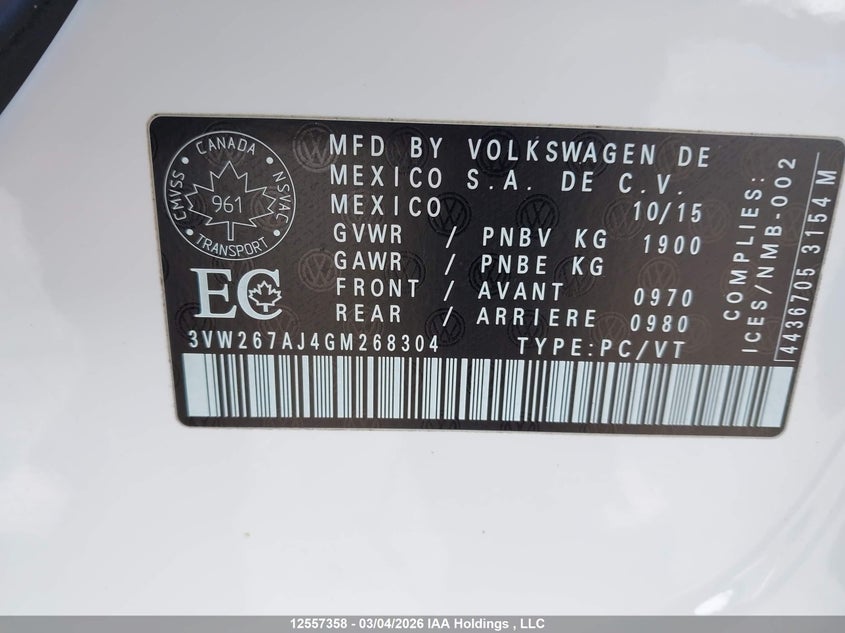 CANADA
CMVSS
NSVAC
961
TRANSPORT
EC
MFD BY VOLKSWAGEN DE
MEXICO S.A. DE C.V.
MEXICO 10/15
GVWR / PNBV KG 1900
GAWR / PNBE KG
FRONT / AVANT 0970
REAR / ARRIERE 0980
3VW267AJ4GM268304 TYPE:PC/VT
COMPLIES:
ICES/NMB-002
4436705 3154 M
12557358 - 03/04/2026 IAA Holdings , LLC